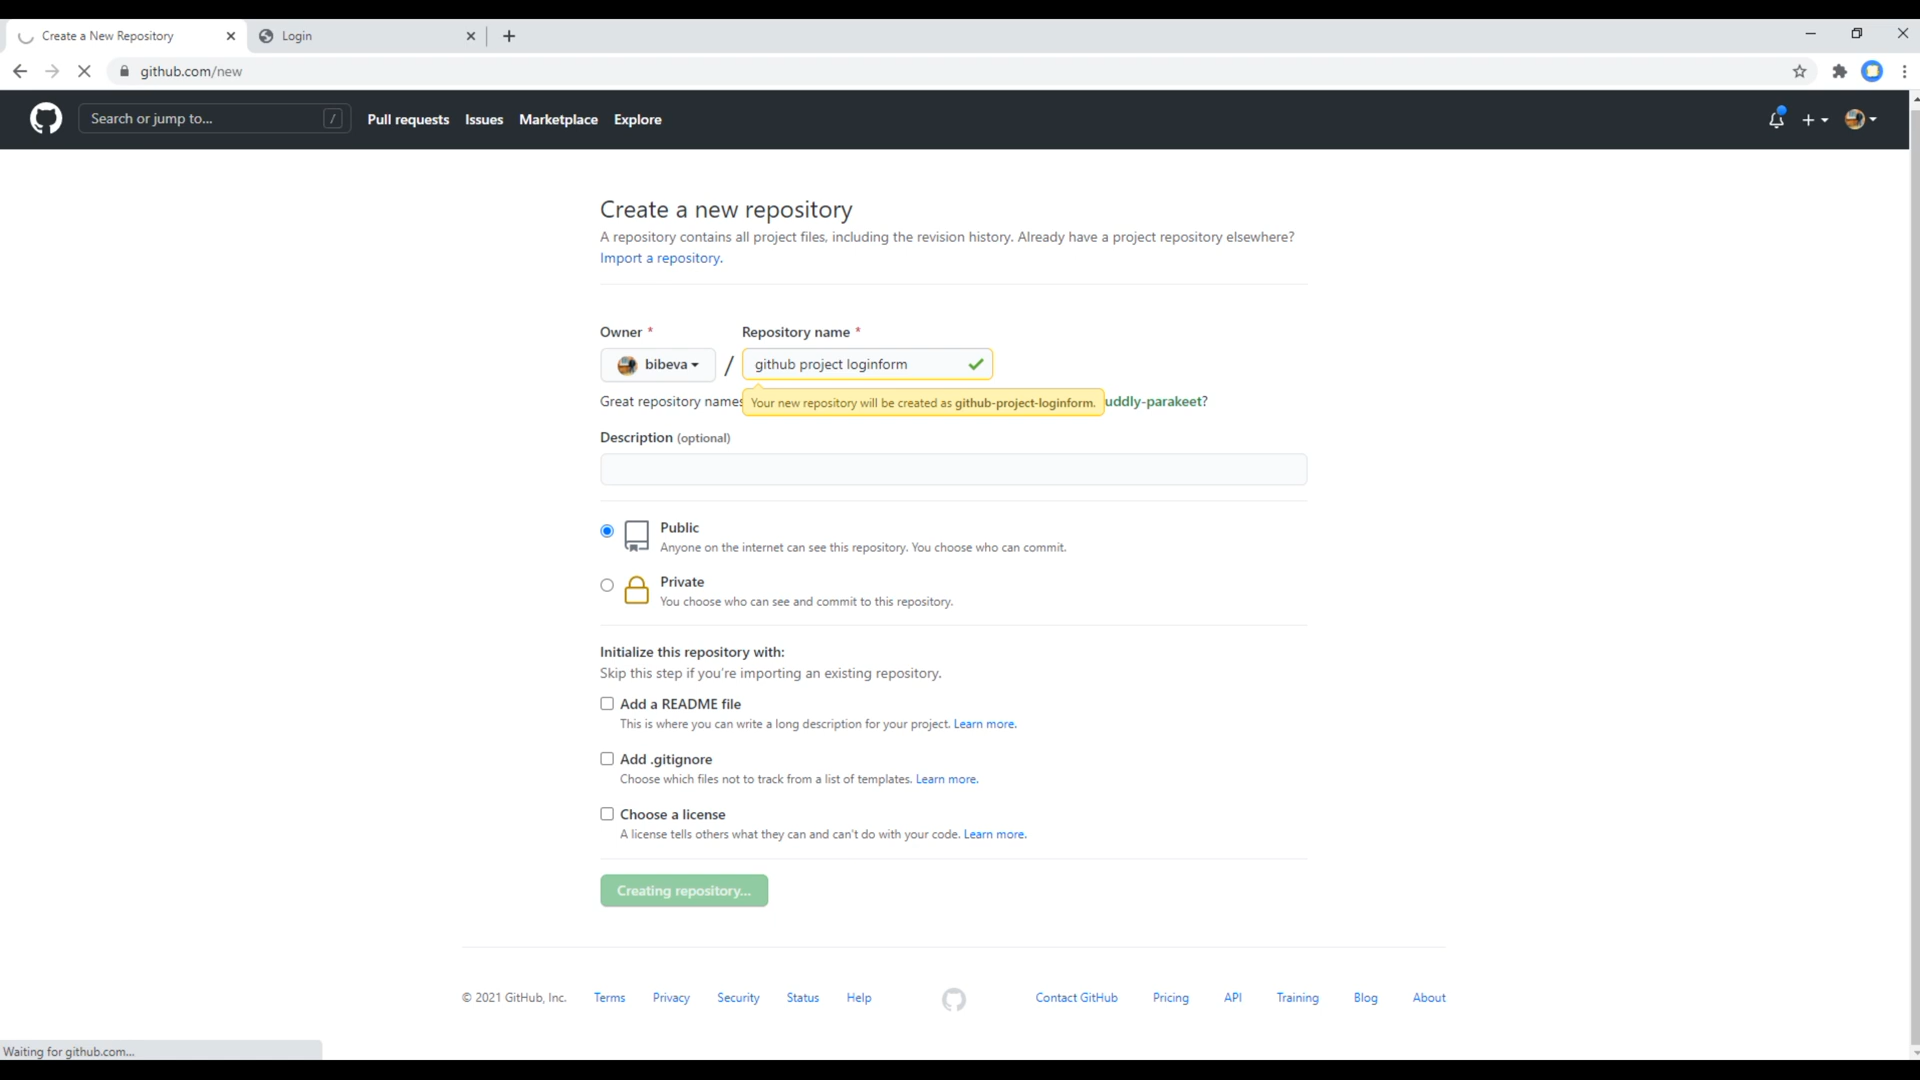 Create a New Repository
Login
github.com/new
Search or jump to...
/
Pull requests
Issues
Marketplace
Explore
Create a new repository
A repository contains all project files, including the revision history. Already have a project repository elsewhere?
Import a repository.
Owner *
Repository name *
bibeva
/
github project loginform
Great repository names
Your new repository will be created as github-project-loginform.
uddly-parakeet?
Description (optional)
Public
Anyone on the internet can see this repository. You choose who can commit.
Private
You choose who can see and commit to this repository.
Initialize this repository with:
Skip this step if you're importing an existing repository.
Add a README file
This is where you can write a long description for your project. Learn more.
Add .gitignore
Choose which files not to track from a list of templates. Learn more.
Choose a license
A license tells others what they can and can't do with your code. Learn more.
Creating repository...
© 2021 GitHub, Inc.
Terms
Privacy
Security
Status
Help
Contact GitHub
Pricing
API
Training
Blog
About
Waiting for github.com...